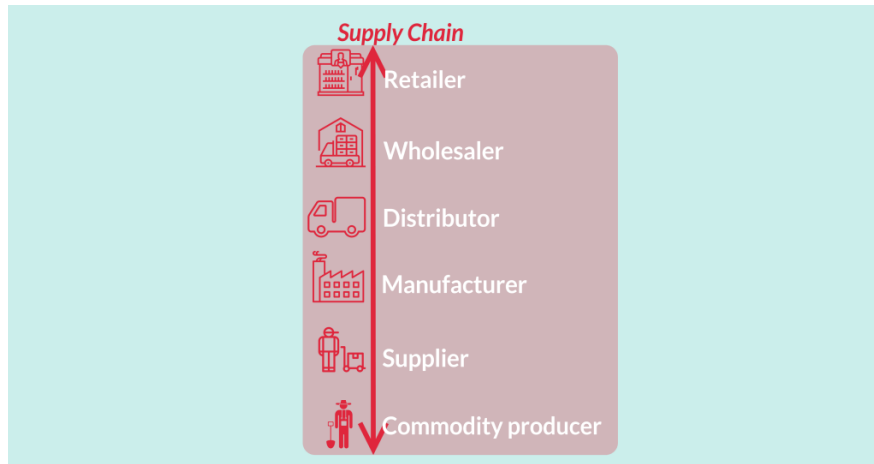 Supply Chain
Retailer
Wholesaler
Distributor
Manufacturer
Supplier
Commodity producer